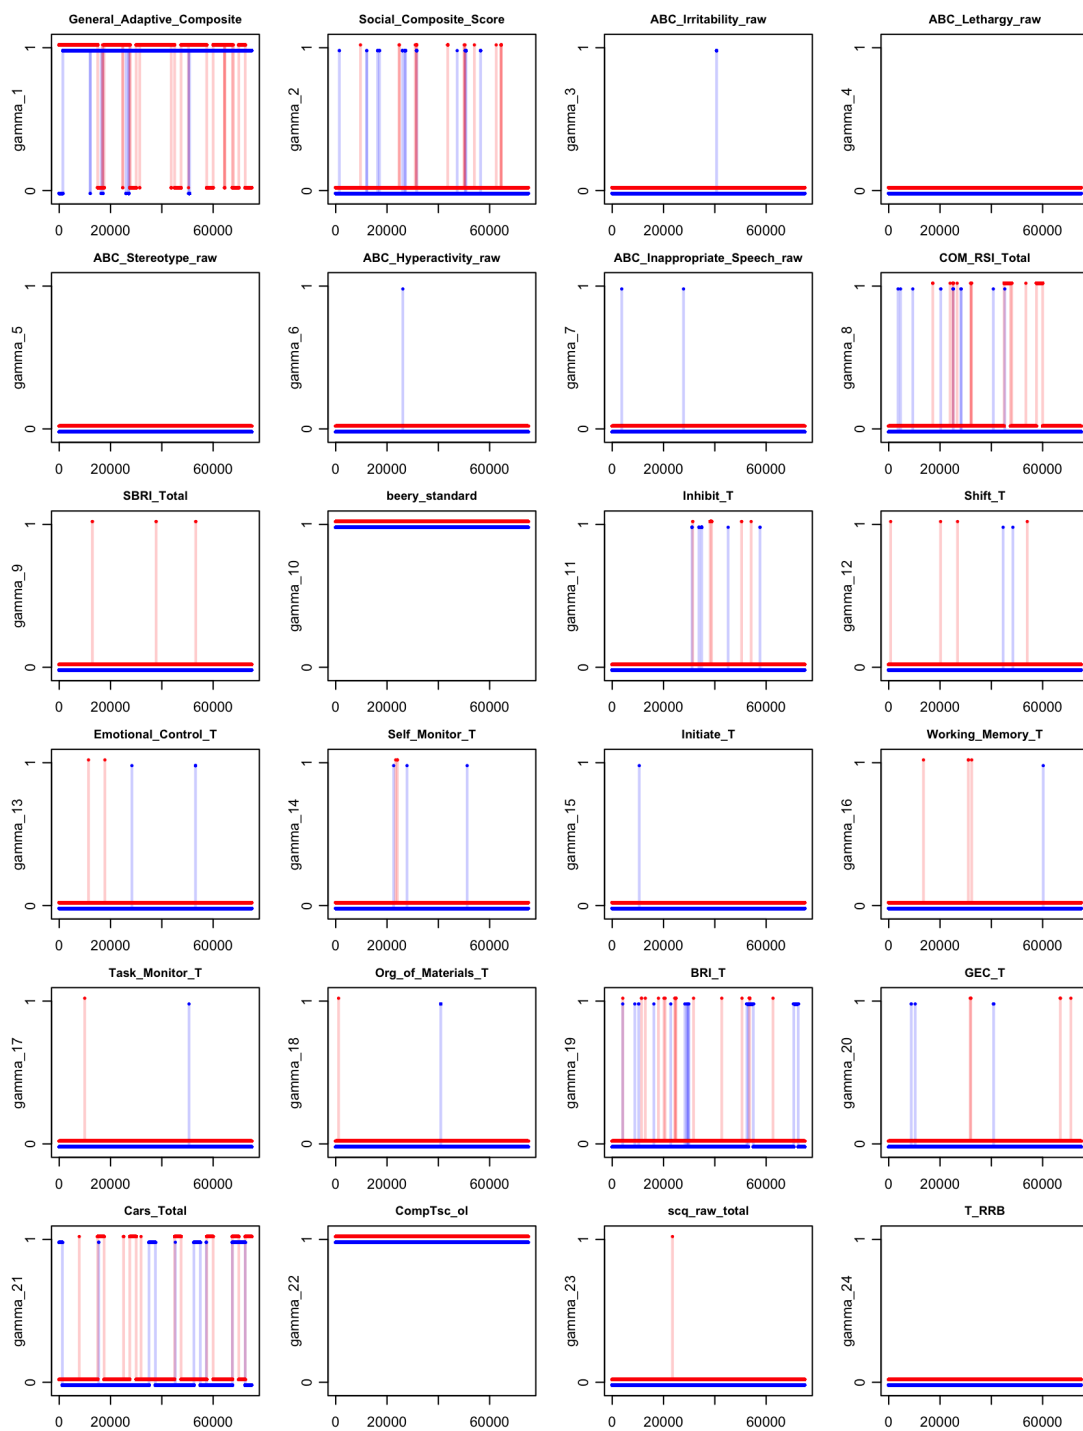 General_Adaptive_Composite
gamma_1
1
0
0 20000 60000
Social_Composite_Score
gamma_2
1
0
0 20000 60000
ABC_Irritability_raw
gamma_3
1
0
0 20000 60000
ABC_Lethargy_raw
gamma_4
1
0
0 20000 60000
ABC_Stereotype_raw
gamma_5
1
0
0 20000 60000
ABC_Hyperactivity_raw
gamma_6
1
0
0 20000 60000
ABC_Inappropriate_Speech_raw
gamma_7
1
0
0 20000 60000
COM_RSI_Total
gamma_8
1
0
0 20000 60000
SBRI_Total
gamma_9
1
0
0 20000 60000
beery_standard
gamma_10
1
0
0 20000 60000
Inhibit_T
gamma_11
1
0
0 20000 60000
Shift_T
gamma_12
1
0
0 20000 60000
Emotional_Control_T
gamma_13
1
0
0 20000 60000
Self_Monitor_T
gamma_14
1
0
0 20000 60000
Initiate_T
gamma_15
1
0
0 20000 60000
Working_Memory_T
gamma_16
1
0
0 20000 60000
Task_Monitor_T
gamma_17
1
0
0 20000 60000
Org_of_Materials_T
gamma_18
1
0
0 20000 60000
BRI_T
gamma_19
1
0
0 20000 60000
GEC_T
gamma_20
1
0
0 20000 60000
Cars_Total
gamma_21
1
0
0 20000 60000
CompTsc_ol
gamma_22
1
0
0 20000 60000
scq_raw_total
gamma_23
1
0
0 20000 60000
T_RRB
gamma_24
1
0
0 20000 60000